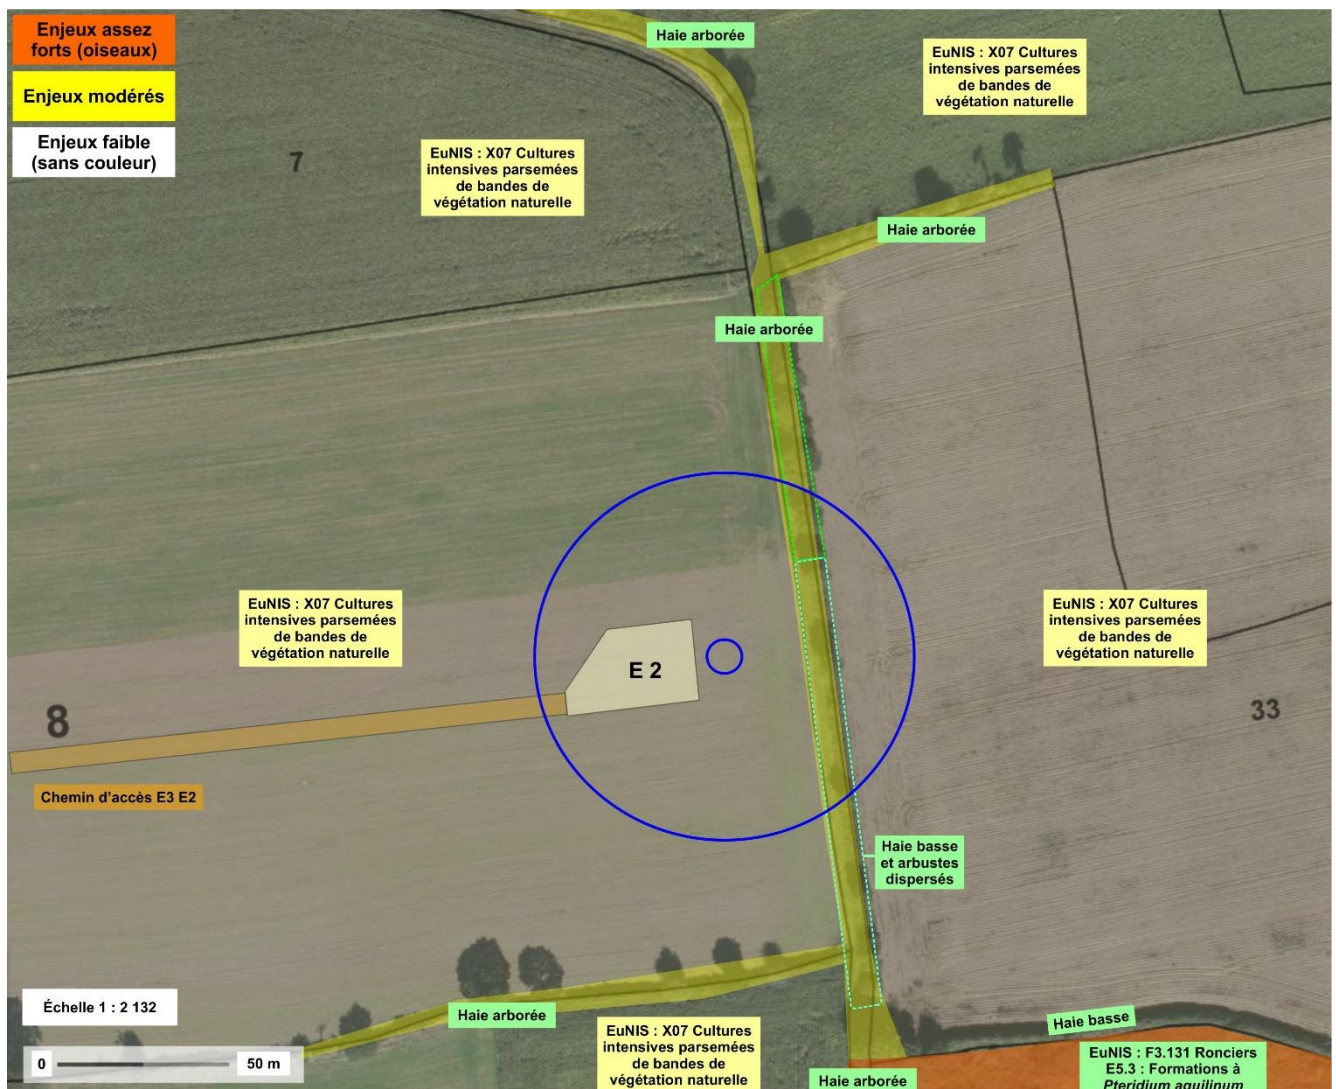 Enjeux assez
forts (oiseaux)
Enjeux modérés
Enjeux faible
(sans couleur)
Haie arborée
EuNIS : X07 Cultures
intensives parsemées
de bandes de
végétation naturelle
7
EuNIS : X07 Cultures
intensives parsemées
de bandes de
végétation naturelle
Haie arborée
Haie arborée
EuNIS : X07 Cultures
intensives parsemées
de bandes de
végétation naturelle
E 2
EuNIS : X07 Cultures
intensives parsemées
de bandes de
végétation naturelle
8
33
Chemin d'accès E3 E2
Haie basse
et arbustes
dispersés
Échelle 1 : 2 132
0
50 m
Haie arborée
EuNIS : X07 Cultures
intensives parsemées
de bandes de
végétation naturelle
Haie basse
EuNIS : F3.131 Ronciers
E5.3 : Formations à
Pteridium aquilinum
Haie arborée